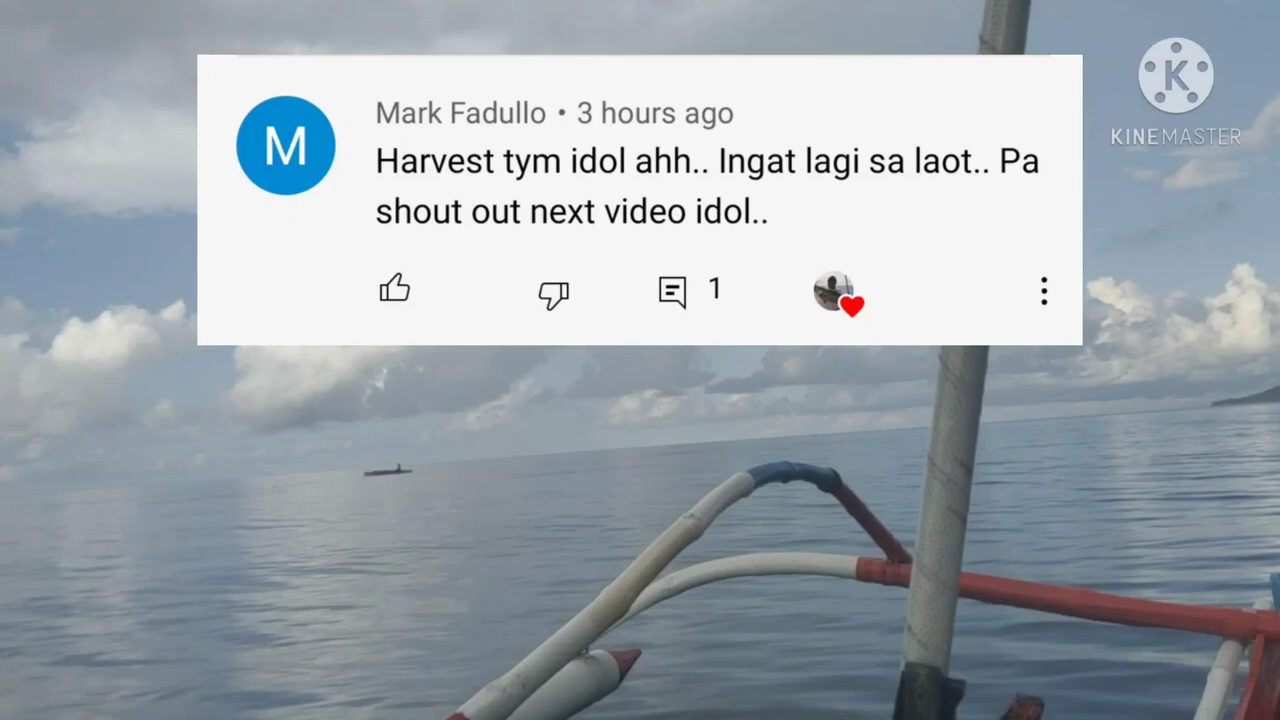 K
KINEMASTER
M
Mark Fadullo • 3 hours ago
Harvest tym idol ahh.. Ingat lagi sa laot.. Pa
shout out next video idol..
1